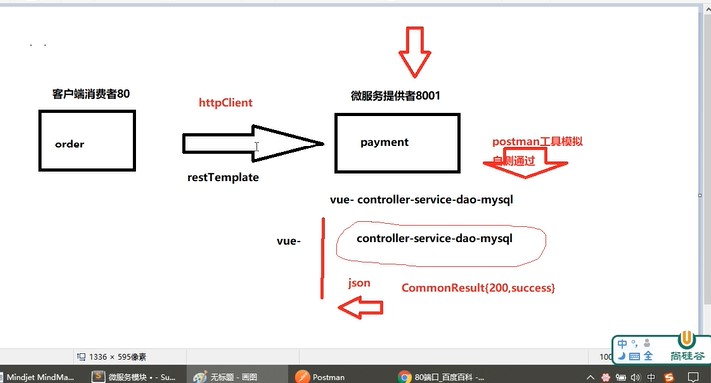 客户端消费者80
httpClient
微服务提供者8001
order
payment
postman工具模拟
自测通过
restTemplate
vue- controller-service-dao-mysql
vue-
controller-service-dao-mysql
json
CommonResult{200,success}
1336 × 595像素
100
中
全
尚硅谷
Mindjet MindMa...
微服务模块 • - Su...
无标题 - 画图
Postman
80端口_百度百科 -...
中